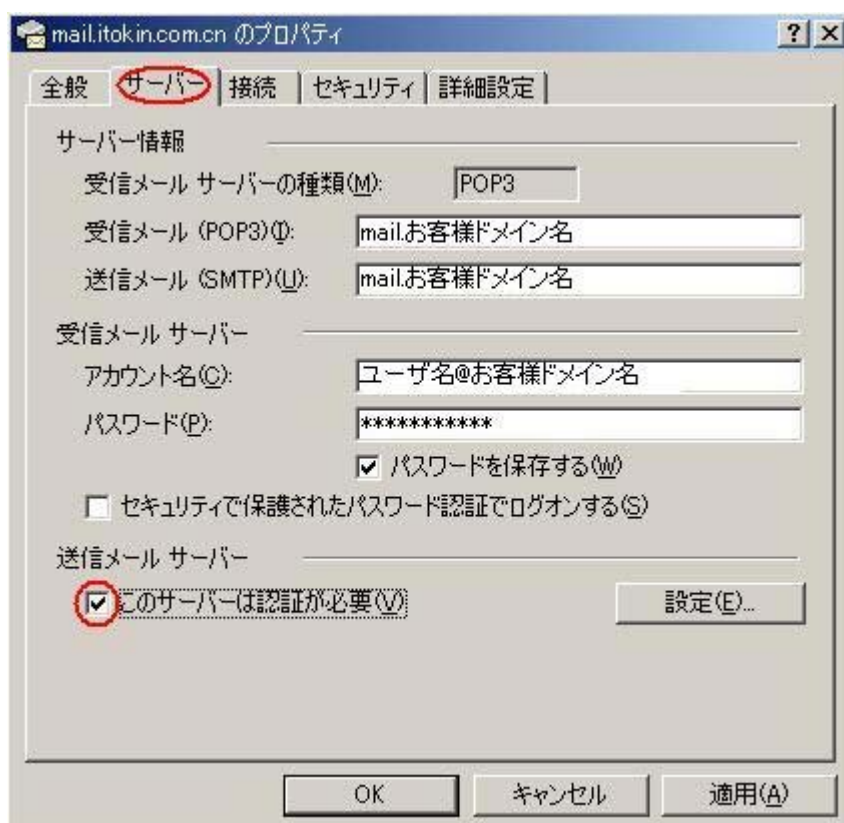 mail.itokin.com.cn のプロパティ
全般 サーバー 接続 セキュリティ 詳細設定
サーバー情報
受信メール サーバーの種類(M): POP3
受信メール (POP3)(I): mail.お客様ドメイン名
送信メール (SMTP)(U): mail.お客様ドメイン名
受信メール サーバー
アカウント名(C): ユーザ名@お客様ドメイン名
パスワード(P): ***********
パスワードを保存する(W)
セキュリティで保護されたパスワード認証でログオンする(S)
送信メール サーバー
このサーバーは認証が必要(V) 設定(E)...
OK キャンセル 適用(A)